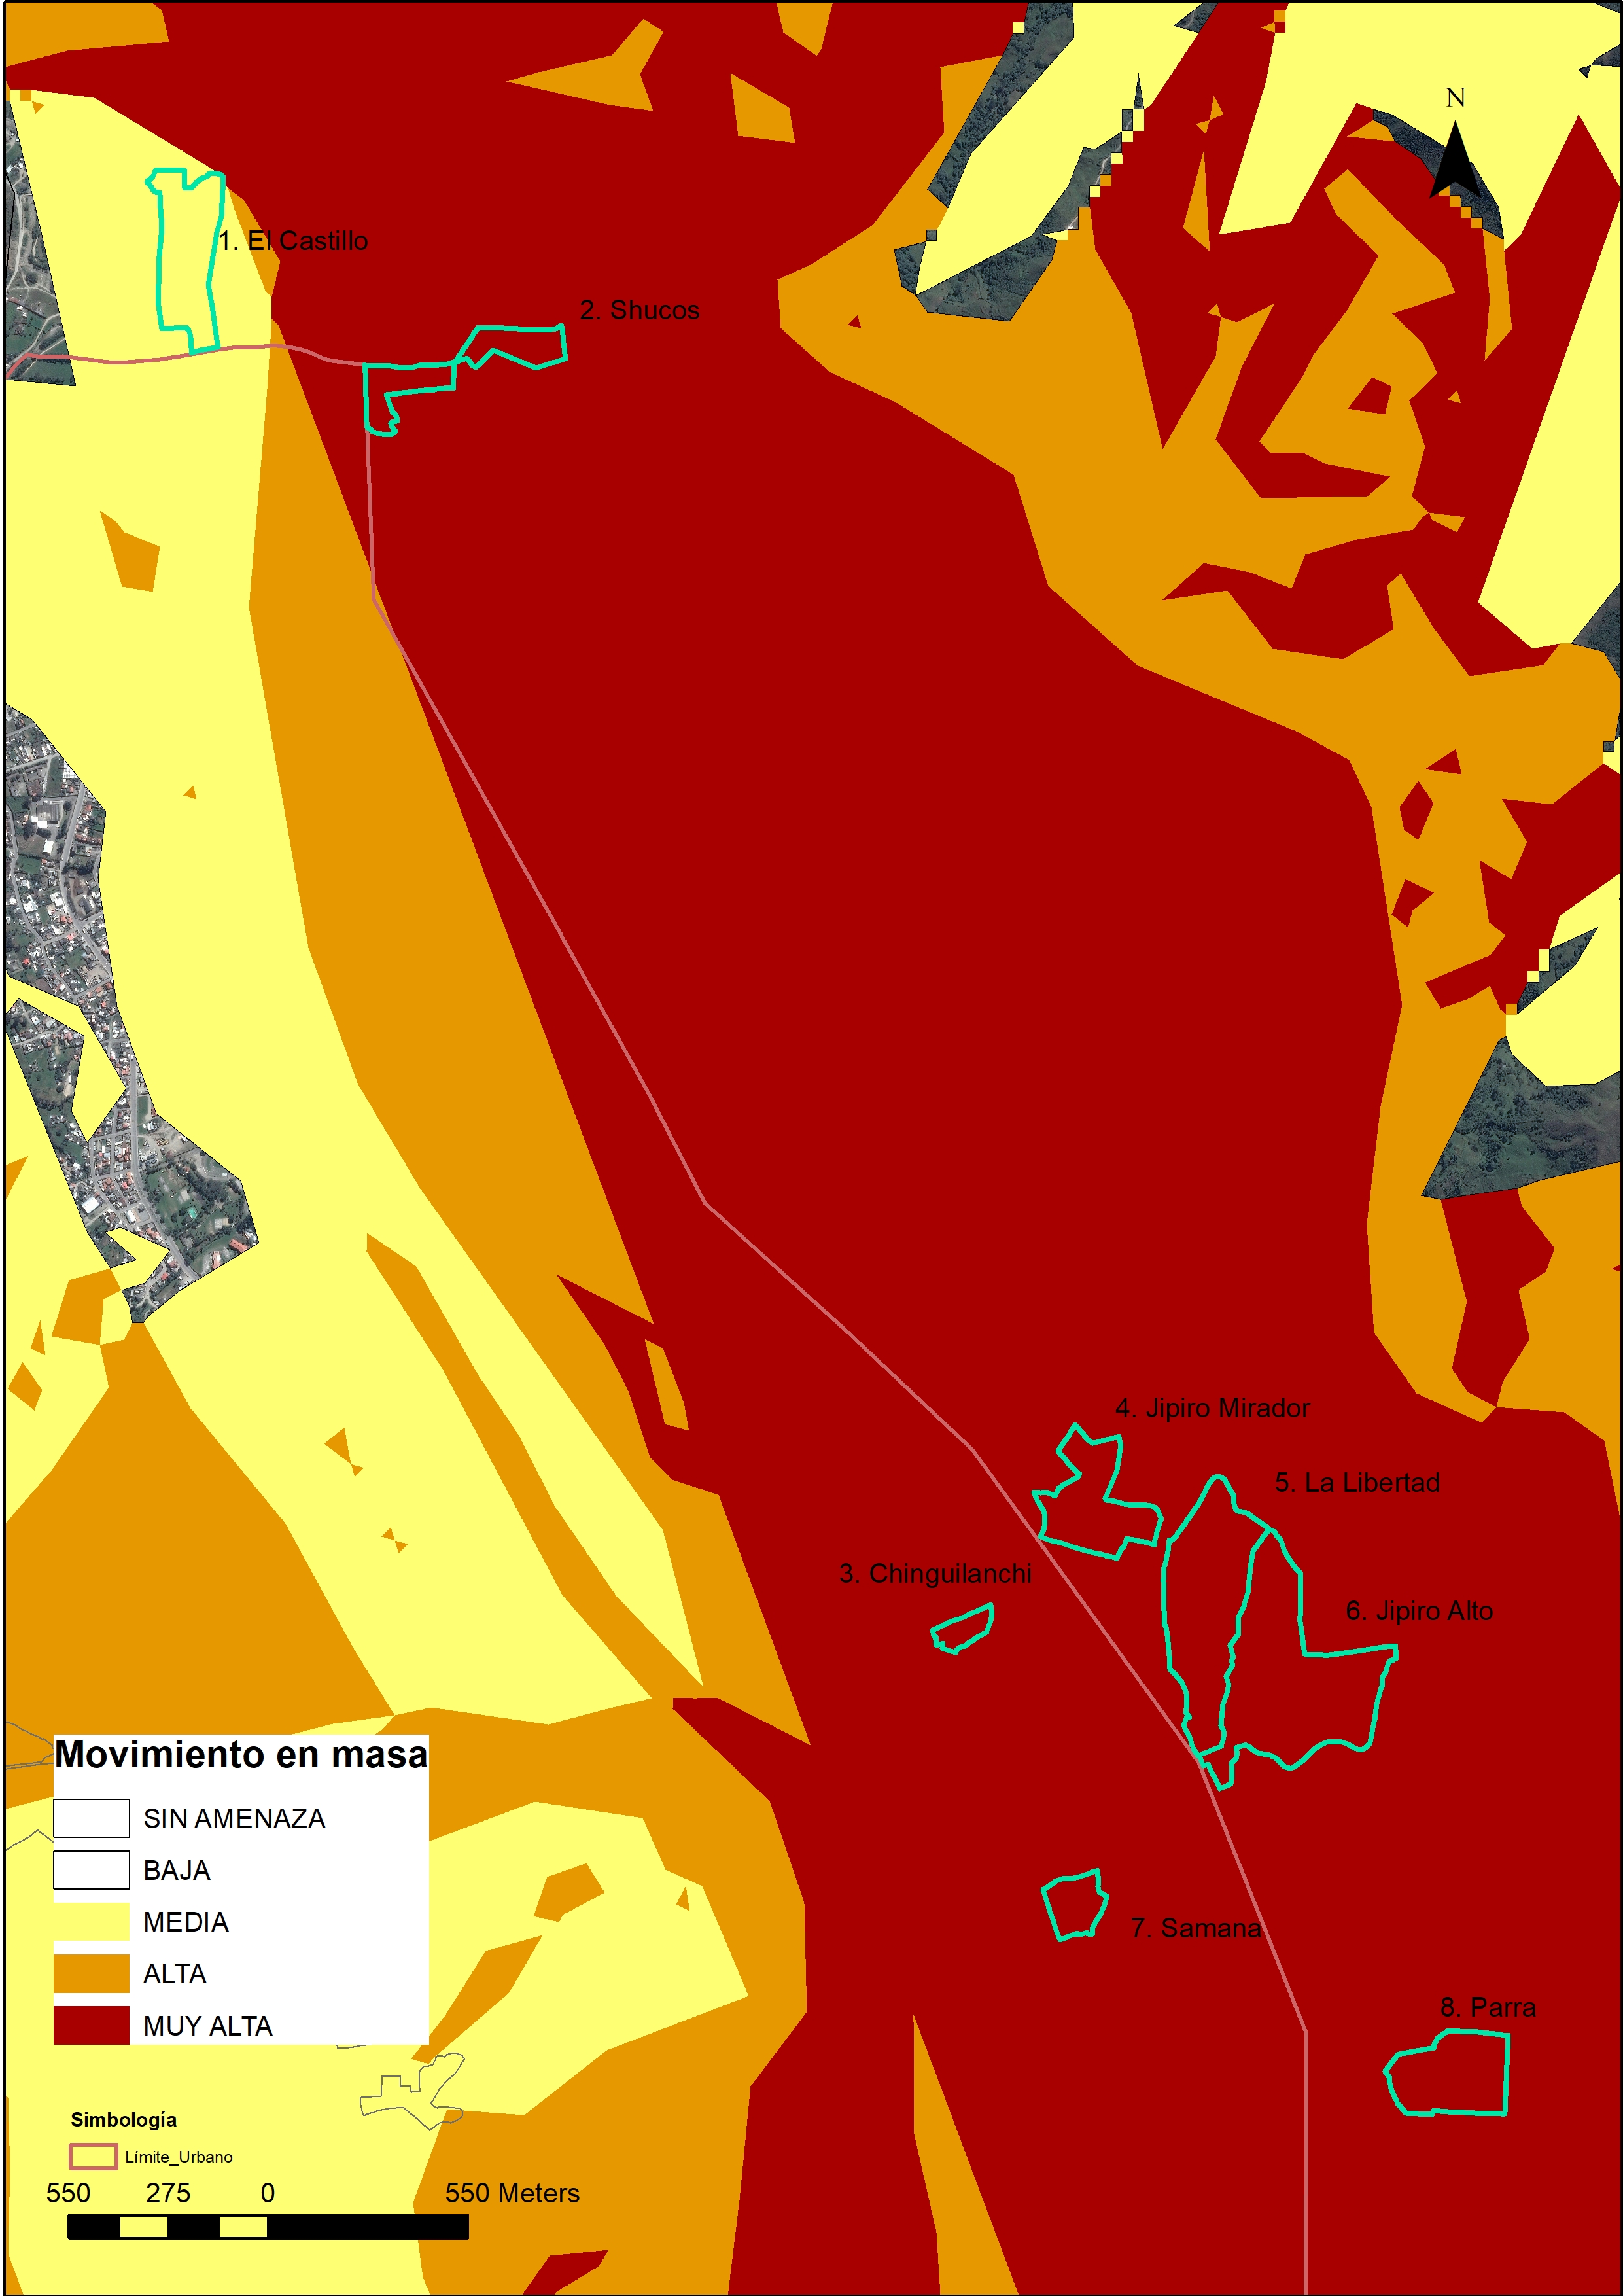 N
1. El Castillo
2. Shucos
4. Jipiro Mirador
5. La Libertad
3. Chinguilanchi
6. Jipiro Alto
7. Samana
8. Parra
Movimiento en masa
SIN AMENAZA
BAJA
MEDIA
ALTA
MUY ALTA
Simbología
Límite_Urbano
550 275 0 550 Meters